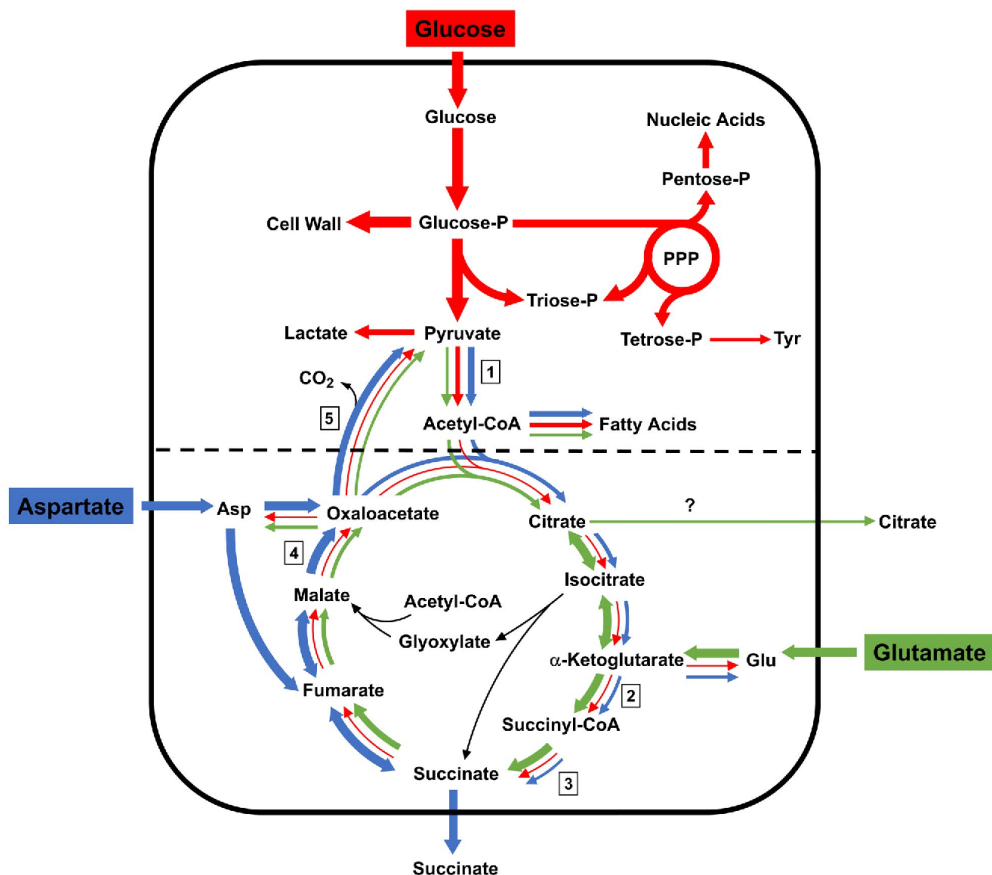 Glucose
Glucose
Nucleic Acids
Pentose-P
Cell Wall
Glucose-P
PPP
Triose-P
Lactate
Pyruvate
Tetrose-P
Tyr
CO₂
1
5
Acetyl-CoA
Fatty Acids
Aspartate
Asp
Oxaloacetate
Citrate
?
Citrate
4
Malate
Acetyl-CoA
Isocitrate
Glyoxylate
α-Ketoglutarate
Glu
Glutamate
Fumarate
2
Succinyl-CoA
Succinate
3
Succinate